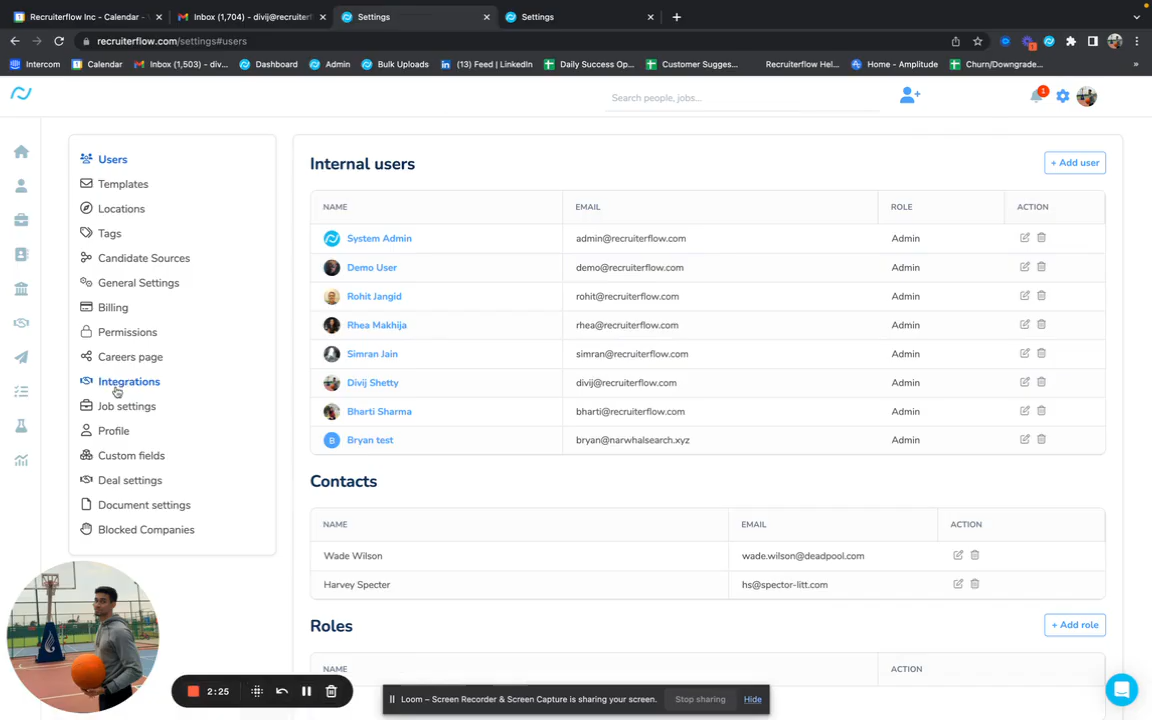 Recruiterflow Inc - Calendar -
Inbox (1,704) - divij@recruiterf
Settings
Settings
recruiterflow.com/settings#users
Intercom
Calendar
Inbox (1,503) - div...
Dashboard
Admin
Bulk Uploads
(13) Feed | LinkedIn
Daily Success Op...
Customer Sugges...
Recruiterflow Hel...
Home - Amplitude
Churn/Downgrade...
Search people, jobs...
1
Users
Templates
Locations
Tags
Candidate Sources
General Settings
Billing
Permissions
Careers page
Integrations
Job settings
Profile
Custom fields
Deal settings
Document settings
Blocked Companies
Internal users
+ Add user
NAME EMAIL ROLE ACTION
System Admin admin@recruiterflow.com Admin
Demo User demo@recruiterflow.com Admin
Rohit Jangid rohit@recruiterflow.com Admin
Rhea Makhija rhea@recruiterflow.com Admin
Simran Jain simran@recruiterflow.com Admin
Divij Shetty divij@recruiterflow.com Admin
Bharti Sharma bharti@recruiterflow.com Admin
B Bryan test bryan@narwhalsearch.xyz Admin
Contacts
NAME EMAIL ACTION
Wade Wilson wade.wilson@deadpool.com
Harvey Specter hs@spector-litt.com
Roles
+ Add role
NAME ACTION
2:25
Loom – Screen Recorder & Screen Capture is sharing your screen.
Stop sharing
Hide